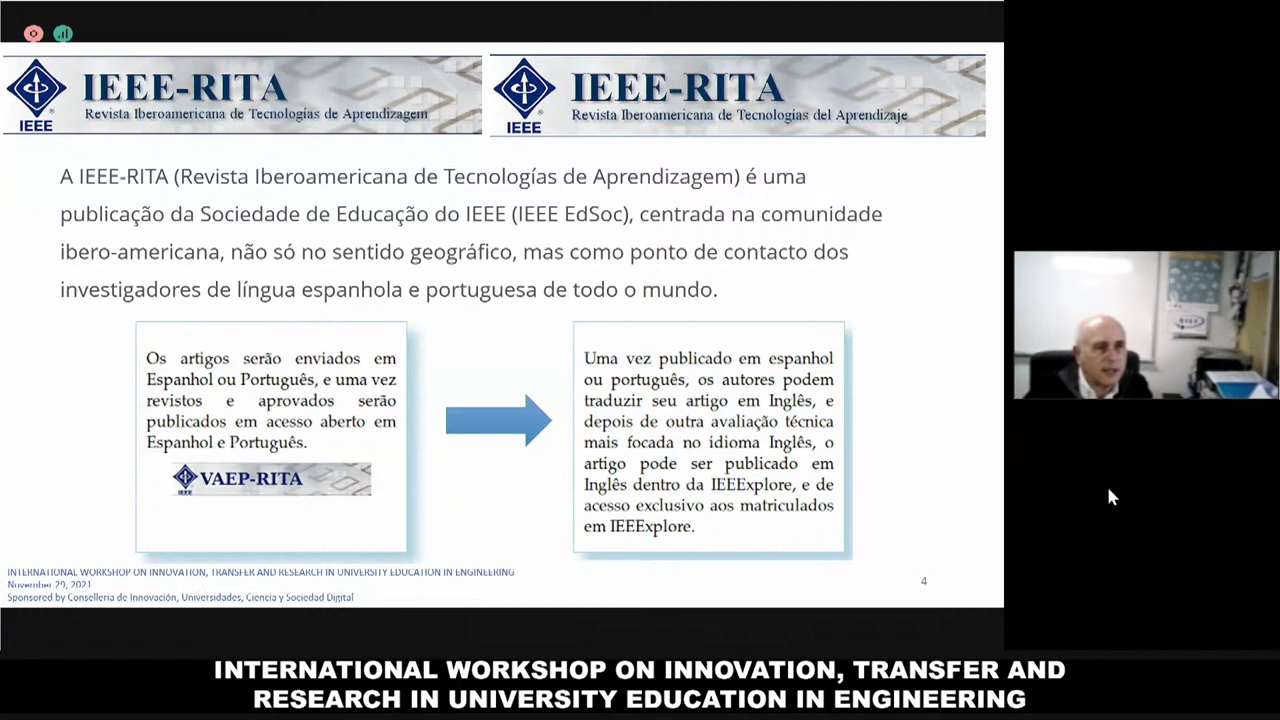 IEEE-RITA
Revista Iberoamericana de Tecnologías de Aprendizagem
IEEE
IEEE-RITA
Revista Iberoamericana de Tecnologías del Aprendizaje
IEEE
A IEEE-RITA (Revista Iberoamericana de Tecnologías de Aprendizagem) é uma
publicação da Sociedade de Educação do IEEE (IEEE EdSoc), centrada na comunidade
ibero-americana, não só no sentido geográfico, mas como ponto de contacto dos
investigadores de língua espanhola e portuguesa de todo o mundo.
Os artigos serão enviados em
Espanhol ou Português, e uma vez
revistos e aprovados serão
publicados em acesso aberto em
Espanhol e Português.
VAEP-RITA
IEEE
Uma vez publicado em espanhol
ou português, os autores podem
traduzir seu artigo em Inglês, e
depois de outra avaliação técnica
mais focada no idioma Inglês, o
artigo pode ser publicado em
Inglês dentro da IEEExplore, e de
acesso exclusivo aos matriculados
em IEEExplore.
INTERNATIONAL WORKSHOP ON INNOVATION, TRANSFER AND RESEARCH IN UNIVERSITY EDUCATION IN ENGINEERING
November 29, 2021
Sponsored by Conselleria de Innovación, Universidades, Ciencia y Sociedad Digital
4
INTERNATIONAL WORKSHOP ON INNOVATION, TRANSFER AND
RESEARCH IN UNIVERSITY EDUCATION IN ENGINEERING